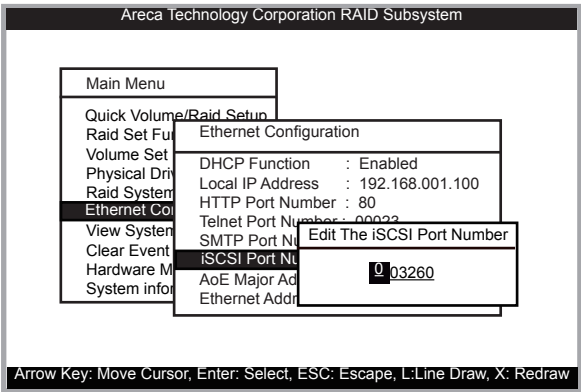 Areca Technology Corporation RAID Subsystem
Main Menu
Quick Volume/Raid Setup
Raid Set Fu
Volume Set
Physical Dri
Raid System
Ethernet Co
View System
Clear Event
Hardware M
System infor
Ethernet Configuration
DHCP Function : Enabled
Local IP Address : 192.168.001.100
HTTP Port Number : 80
Telnet Port Number : 00023
SMTP Port Nu
iSCSI Port Nu
AoE Major Ad
Ethernet Addr
Edit The iSCSI Port Number
0 03260
Arrow Key: Move Cursor, Enter: Select, ESC: Escape, L:Line Draw, X: Redraw